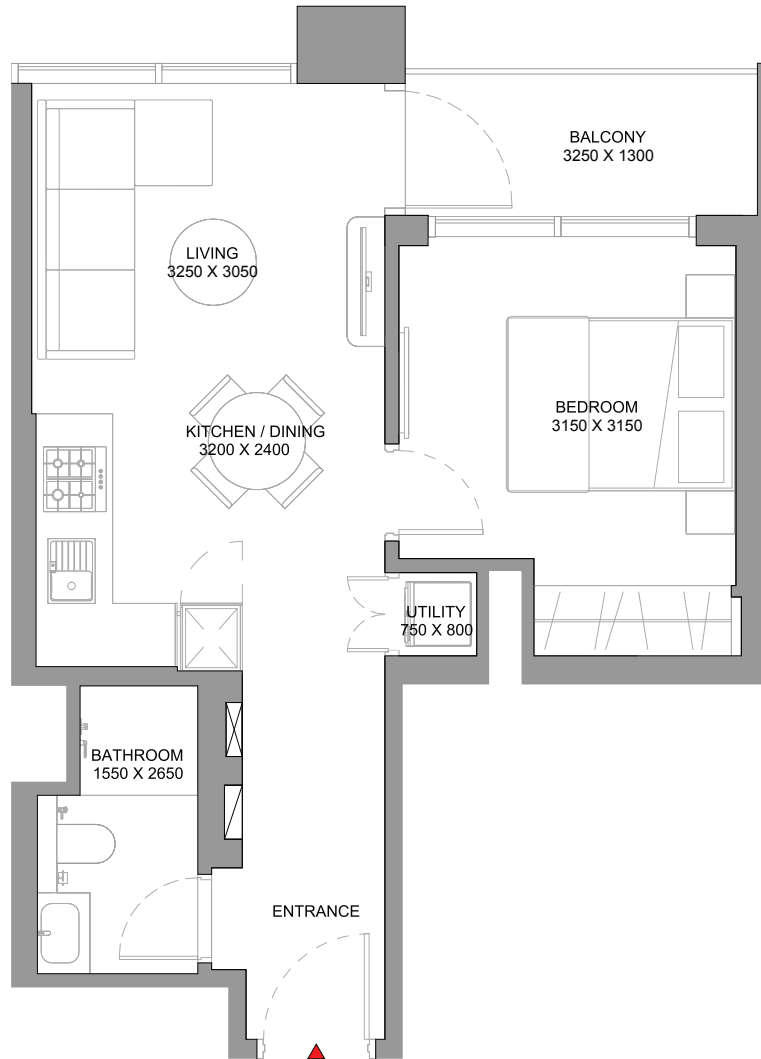 BALCONY
3250 X 1300
LIVING
3250 X 3050
BEDROOM
3150 X 3150
KITCHEN / DINING
3200 X 2400
UTILITY
750 X 800
BATHROOM
1550 X 2650
ENTRANCE